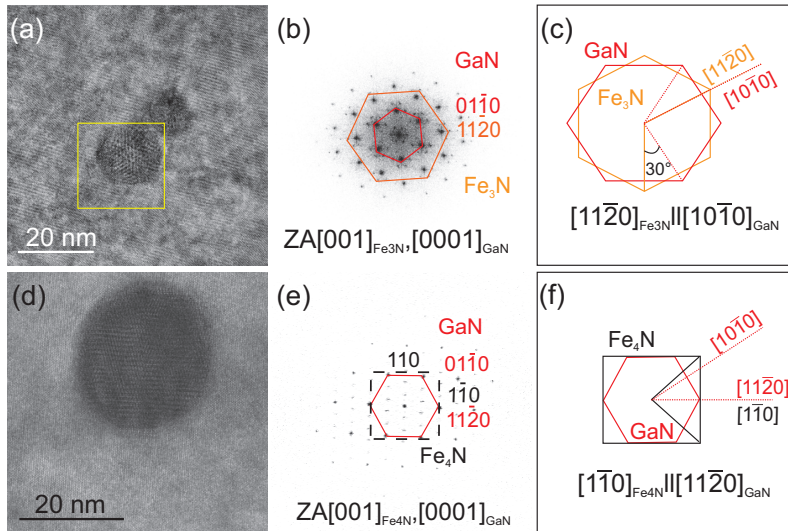 (a)
20 nm
(b)
GaN
011̅0
112̅0
Fe₃N
ZA[001]Fe3N,[0001]GaN
(c)
GaN
[112̅0]
[101̅0]
Fe₃N
30°
[112̅0]Fe3N||[101̅0]GaN
(d)
20 nm
(e)
GaN
110
011̅0
11̅0
112̅0
Fe₄N
ZA[001]Fe4N,[0001]GaN
(f)
Fe₄N
[101̅0]
[112̅0]
[11̅0]
GaN
[11̅0]Fe4N||[112̅0]GaN